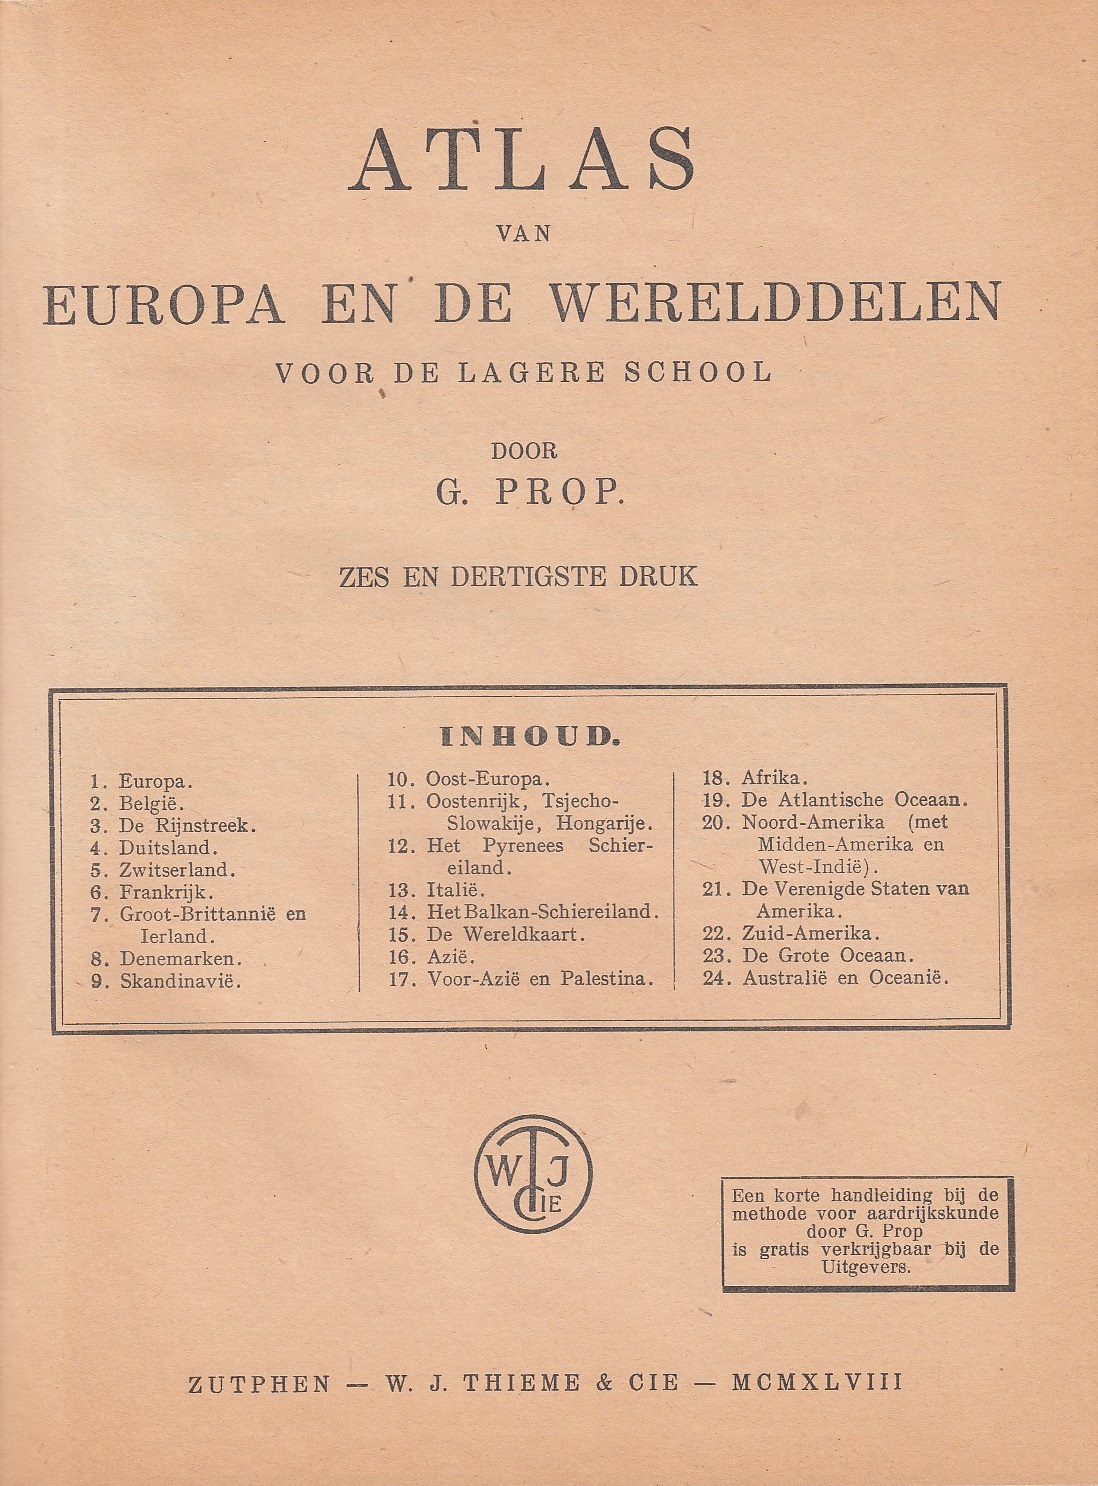 ATLAS
VAN
EUROPA EN DE WERELDDELEN
VOOR DE LAGERE SCHOOL
DOOR
G. PROP.
ZES EN DERTIGSTE DRUK
INHOUD.
1. Europa.
2. België.
3. De Rijnstreek.
4. Duitsland.
5. Zwitserland.
6. Frankrijk.
7. Groot-Brittannië en
Ierland.
8. Denemarken.
9. Skandinavië.
10. Oost-Europa.
11. Oostenrijk, Tsjecho-
Slowakije, Hongarije.
12. Het Pyrenees Schier-
eiland.
13. Italië.
14. Het Balkan-Schiereiland.
15. De Wereldkaart.
16. Azië.
17. Voor-Azië en Palestina.
18. Afrika.
19. De Atlantische Oceaan.
20. Noord-Amerika (met
Midden-Amerika en
West-Indië).
21. De Verenigde Staten van
Amerika.
22. Zuid-Amerika.
23. De Grote Oceaan.
24. Australië en Oceanië.
W T J
CIE
Een korte handleiding bij de
methode voor aardrijkskunde
door G. Prop
is gratis verkrijgbaar bij de
Uitgevers.
ZUTPHEN — W. J. THIEME & CIE — MCMXLVIII